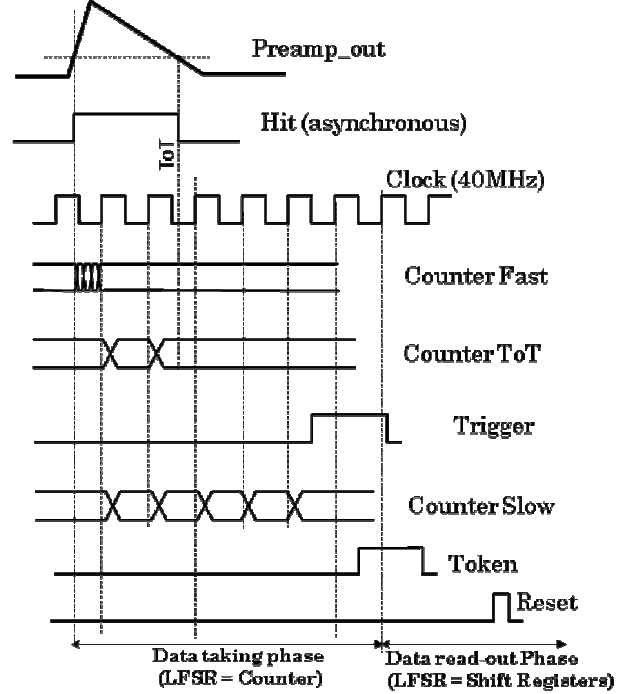 Preamp_out
Hit (asynchronous)
ToT
Clock (40MHz)
Counter Fast
Counter ToT
Trigger
Counter Slow
Token
Reset
Data taking phase
(LFSR = Counter)
Data read-out Phase
(LFSR = Shift Registers)